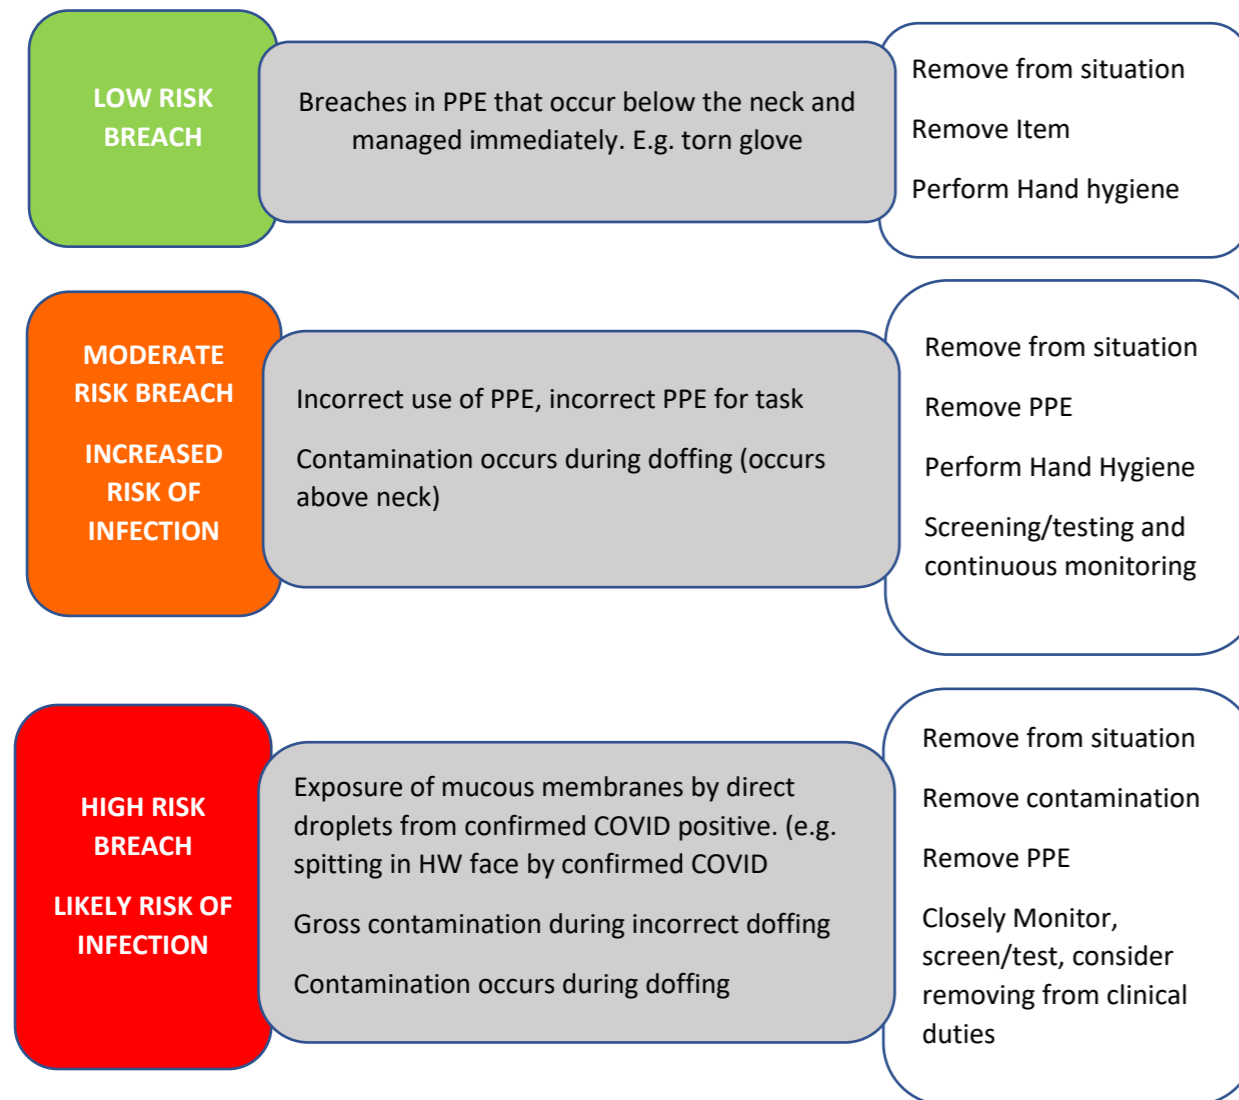 LOW RISK
BREACH
Breaches in PPE that occur below the neck and
managed immediately. E.g. torn glove
Remove from situation
Remove Item
Perform Hand hygiene
MODERATE
RISK BREACH
INCREASED
RISK OF
INFECTION
Incorrect use of PPE, incorrect PPE for task
Contamination occurs during doffing (occurs
above neck)
Remove from situation
Remove PPE
Perform Hand Hygiene
Screening/testing and
continuous monitoring
HIGH RISK
BREACH
LIKELY RISK OF
INFECTION
Exposure of mucous membranes by direct
droplets from confirmed COVID positive. (e.g.
spitting in HW face by confirmed COVID
Gross contamination during incorrect doffing
Contamination occurs during doffing
Remove from situation
Remove contamination
Remove PPE
Closely Monitor,
screen/test, consider
removing from clinical
duties